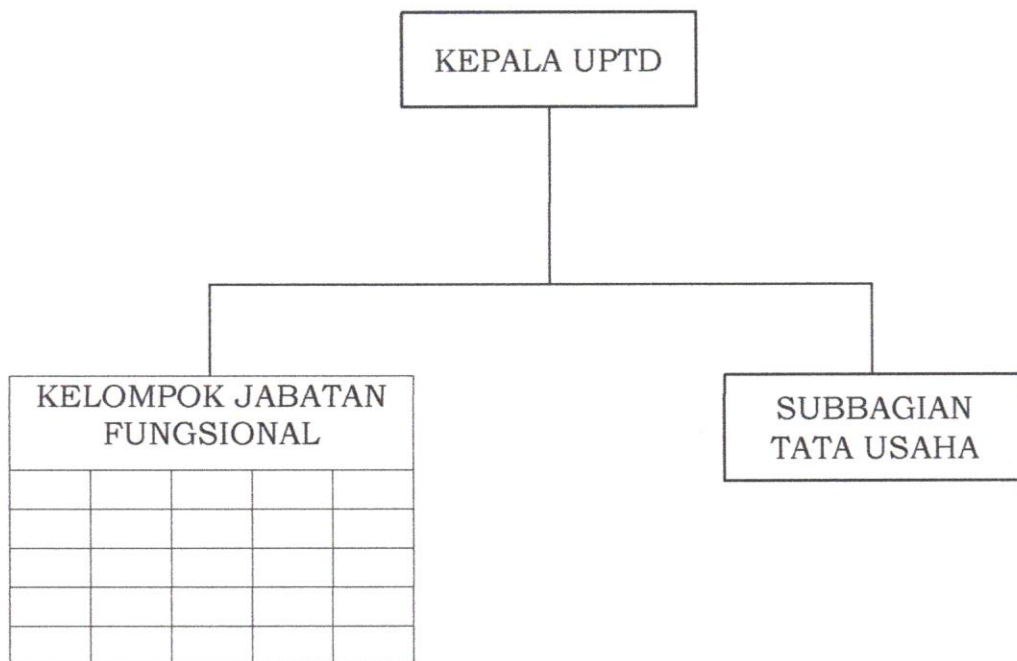 KEPALA UPTD
KELOMPOK JABATAN
FUNGSIONAL
SUBBAGIAN
TATA USAHA